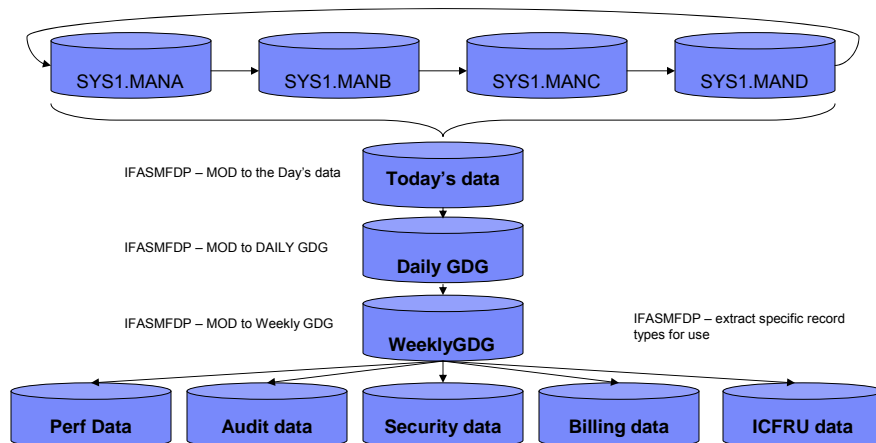 SYS1.MANA
SYS1.MANB
SYS1.MANC
SYS1.MAND
IFASMFDP – MOD to the Day's data
Today's data
IFASMFDP – MOD to DAILY GDG
Daily GDG
IFASMFDP – MOD to Weekly GDG
WeeklyGDG
IFASMFDP – extract specific record
types for use
Perf Data
Audit data
Security data
Billing data
ICFRU data